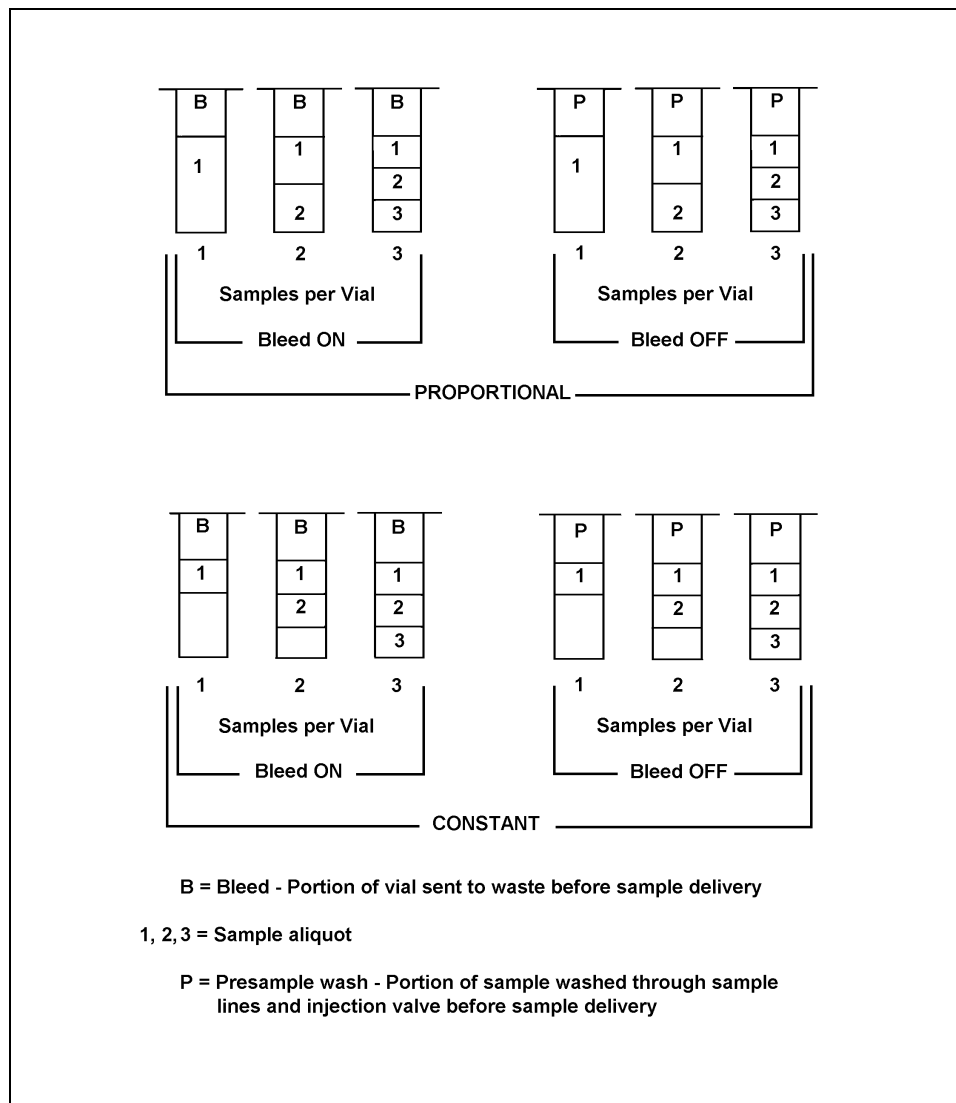 B B B P P P
1 1 1 1 1 1
2 2 2 2
3 3
1 2 3 1 2 3
Samples per Vial Samples per Vial
Bleed ON Bleed OFF
PROPORTIONAL
B B B P P P
1 1 1 1 1 1
2 2 2 2
3 3
1 2 3 1 2 3
Samples per Vial Samples per Vial
Bleed ON Bleed OFF
CONSTANT
B = Bleed - Portion of vial sent to waste before sample delivery
1, 2, 3 = Sample aliquot
P = Presample wash - Portion of sample washed through sample
lines and injection valve before sample delivery